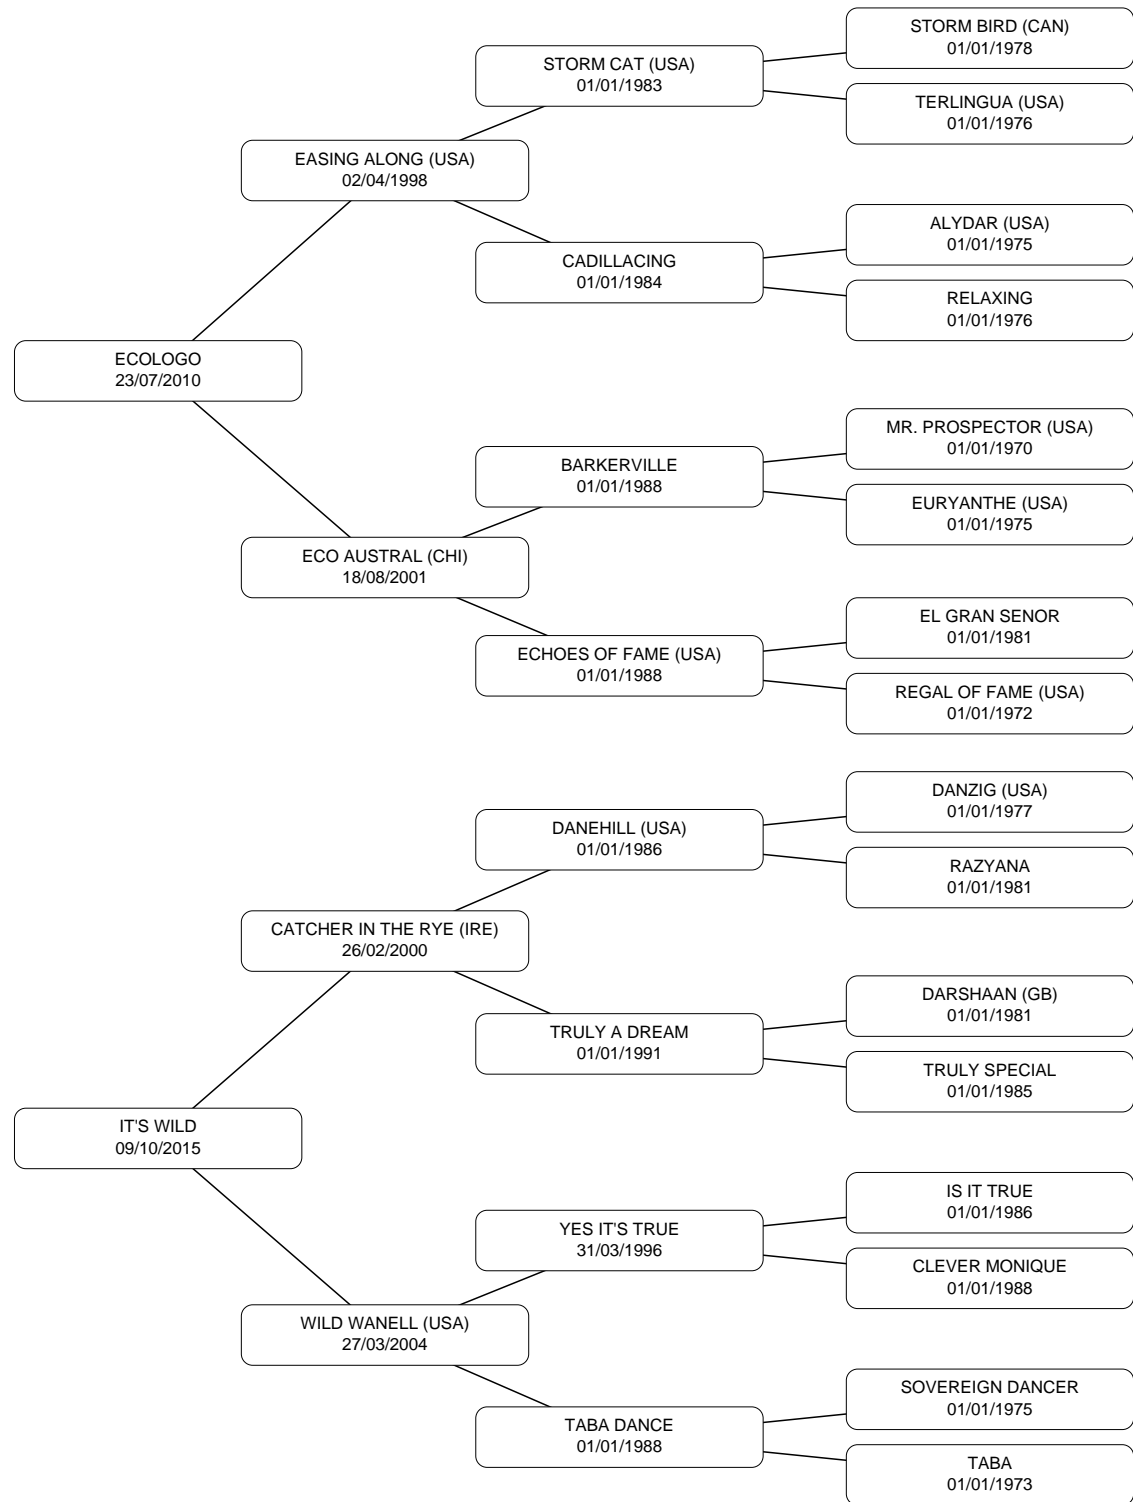 STORM BIRD (CAN)
01/01/1978
STORM CAT (USA)
01/01/1983
TERLINGUA (USA)
01/01/1976
EASING ALONG (USA)
02/04/1998
ALYDAR (USA)
01/01/1975
CADILLACING
01/01/1984
RELAXING
01/01/1976
ECOLOGO
23/07/2010
MR. PROSPECTOR (USA)
01/01/1970
BARKERVILLE
01/01/1988
EURYANTHE (USA)
01/01/1975
ECO AUSTRAL (CHI)
18/08/2001
EL GRAN SENOR
01/01/1981
ECHOES OF FAME (USA)
01/01/1988
REGAL OF FAME (USA)
01/01/1972
DANZIG (USA)
01/01/1977
DANEHILL (USA)
01/01/1986
RAZYANA
01/01/1981
CATCHER IN THE RYE (IRE)
26/02/2000
DARSHAAN (GB)
01/01/1981
TRULY A DREAM
01/01/1991
TRULY SPECIAL
01/01/1985
IT'S WILD
09/10/2015
IS IT TRUE
01/01/1986
YES IT'S TRUE
31/03/1996
CLEVER MONIQUE
01/01/1988
WILD WANELL (USA)
27/03/2004
SOVEREIGN DANCER
01/01/1975
TABA DANCE
01/01/1988
TABA
01/01/1973